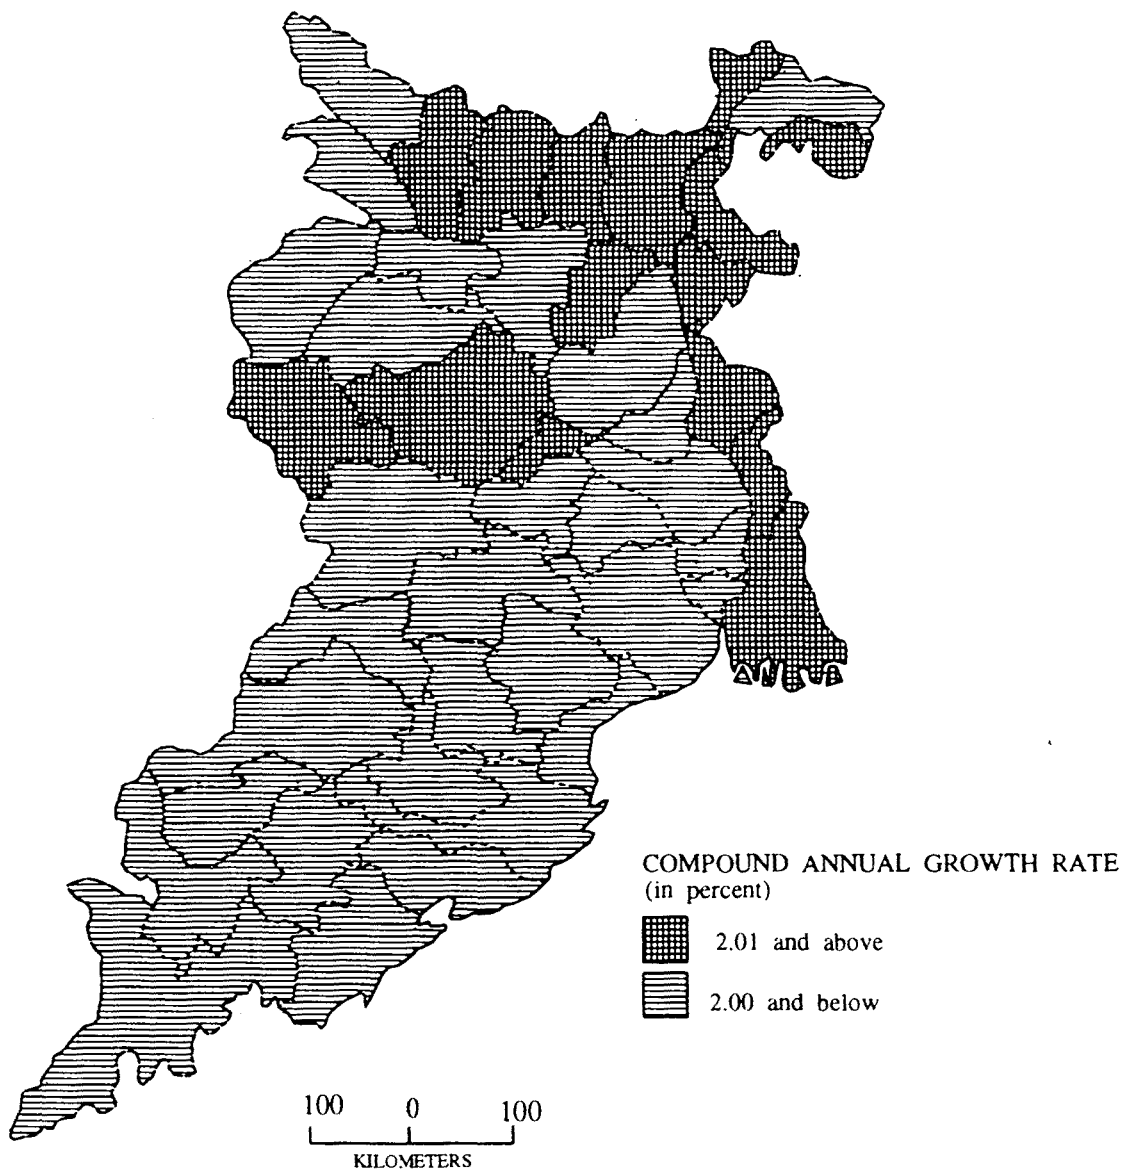 COMPOUND ANNUAL GROWTH RATE
(in percent)
2.01 and above
2.00 and below
100 0 100
KILOMETERS